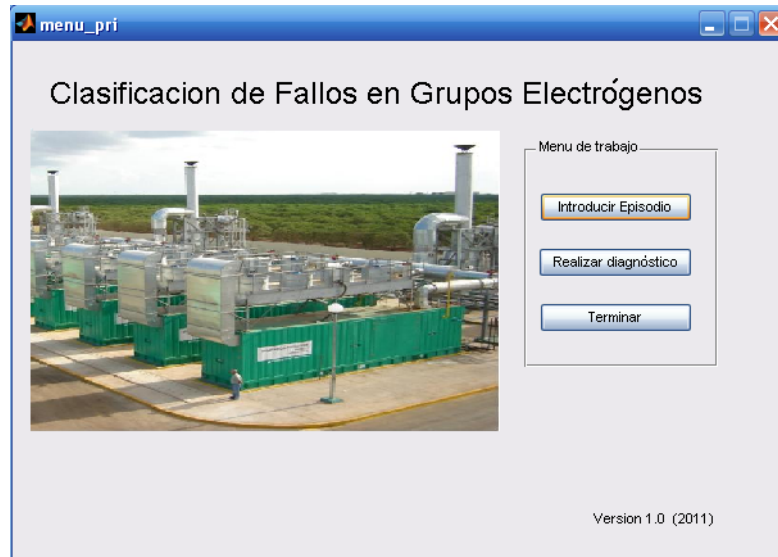 menu_pri
Clasificacion de Fallos en Grupos Electrógenos
Menu de trabajo
Introducir Episodio
Realizar diagnóstico
Terminar
Version 1.0 (2011)